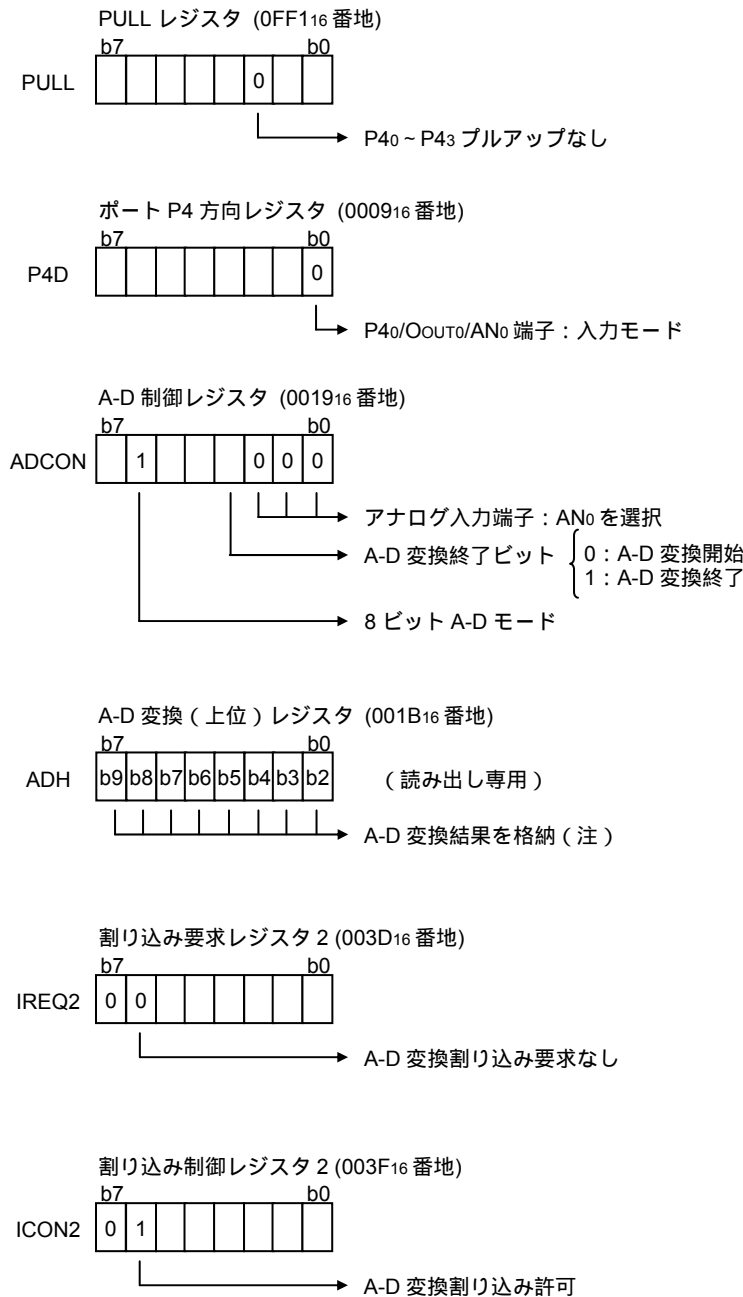 PULL レジスタ (0FF116 番地)
b7 b0
PULL 0
P40 ~ P43 プルアップなし
ポート P4 方向レジスタ (000916 番地)
b7 b0
P4D 0
P40/OOUT0/AN0 端子：入力モード
A-D 制御レジスタ (001916 番地)
b7 b0
ADCON 1 0 0 0
アナログ入力端子：AN0 を選択
A-D 変換終了ビット 0：A-D 変換開始
1：A-D 変換終了
8 ビット A-D モード
A-D 変換（上位）レジスタ (001B16 番地)
b7 b0
ADH b9 b8 b7 b6 b5 b4 b3 b2 （読み出し専用）
A-D 変換結果を格納（注）
割り込み要求レジスタ 2 (003D16 番地)
b7 b0
IREQ2 0 0
A-D 変換割り込み要求なし
割り込み制御レジスタ 2 (003F16 番地)
b7 b0
ICON2 0 1
A-D 変換割り込み許可